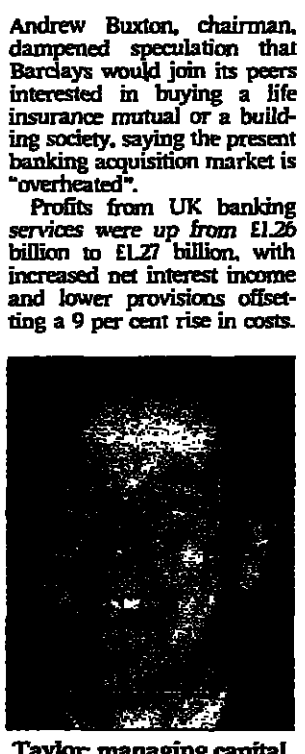 Andrew Buxton, chairman,
dampened speculation that
Barclays would join its peers
interested in buying a life
insurance mutual or a build-
ing society, saying the present
banking acquisition market is
"overheated".
Profits from UK banking
services were up from £1.26
billion to £1.27 billion, with
increased net interest income
and lower provisions offset-
ting a 9 per cent rise in costs.
Taylor: managing capital